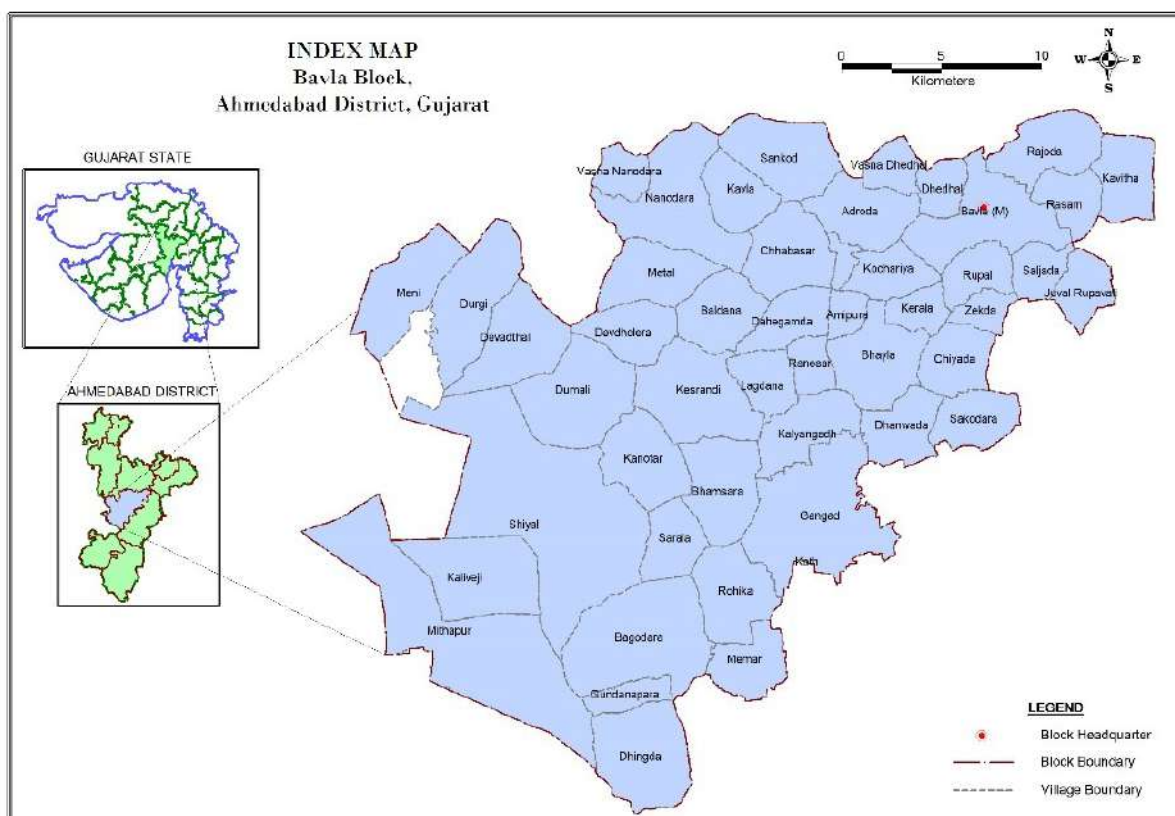 INDEX MAP
Bavla Block,
Ahmedabad District, Gujarat
0 5 10
Kilometers
N
W E
S
GUJARAT STATE
AHMEDABAD DISTRICT
Vasna Nanodara
Nanodara
Kavla
Sankod
Vasna Dhedhal
Dhedhal
Adroda
Bavla (M)
Rajoda
Kavitha
Rasam
Chhabasar
Kochariya
Rupal
Saljada
Juval Rupavati
Meni
Durgi
Devadthal
Metal
Baldana
Devdholera
Dahegamda
Amipura
Kerala
Zekda
Dumali
Kesrandi
Lagdana
Ranesar
Bhayla
Chiyada
Kalyangadh
Dhanwada
Sakodara
Kanotar
Bhamsara
Gangad
Shiyal
Sarala
Koth
Kaliveji
Rohika
Mithapur
Bagodara
Memar
Gundanapara
Dhingda
LEGEND
Block Headquarter
Block Boundary
Village Boundary